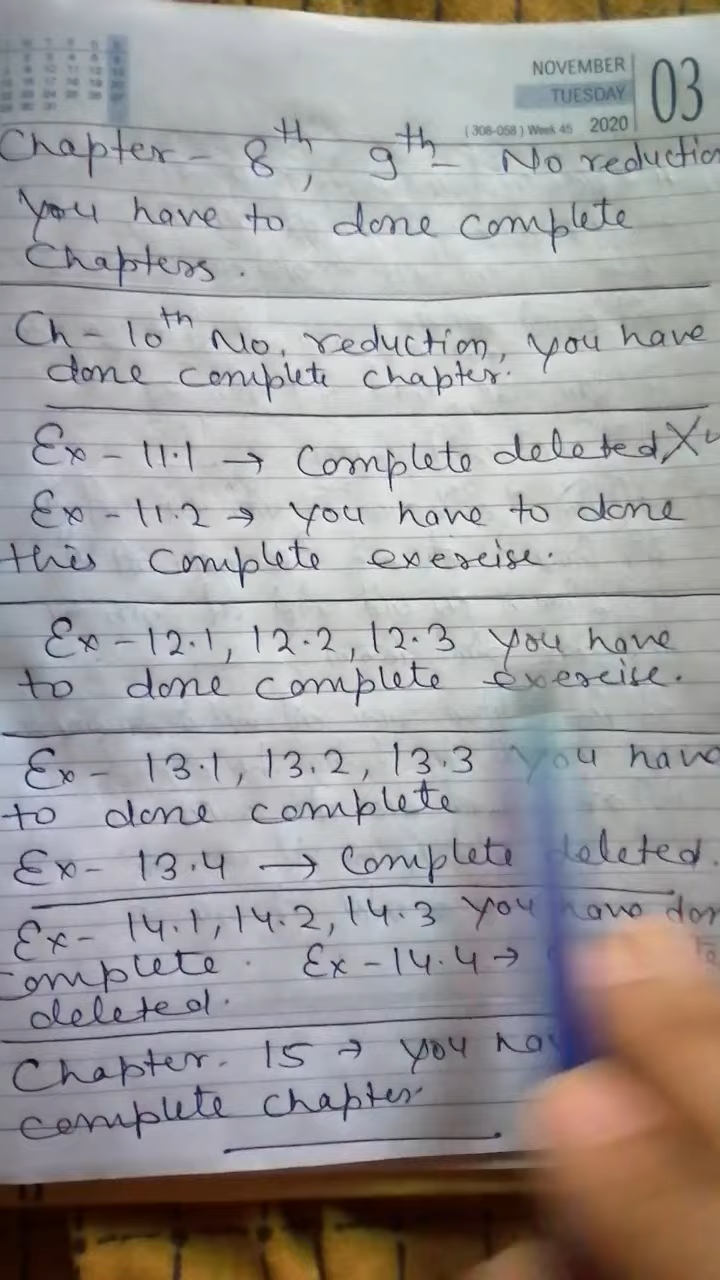 NOVEMBER 03
TUESDAY
(308-058) Week 45 2020
Chapter - 8th, 9th - No reduction
You have to done complete
Chapters.
Ch - 10th No. reduction, you have
done complete chapter.
Ex - 11.1 → Complete deleted X
Ex - 11.2 → you have to done
this complete exercise.
Ex - 12.1, 12.2, 12.3 you have
to done complete exercise.
Ex - 13.1, 13.2, 13.3 you have
to done complete
Ex - 13.4 → Complete deleted.
Ex - 14.1, 14.2, 14.3 you have don
complete. Ex - 14.4 →
deleted.
Chapter - 15 → you ha
complete chapter